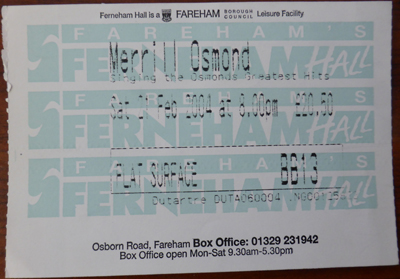 Ferneham Hall is a FAREHAM BOROUGH COUNCIL Leisure Facility
FAREHAM'S
FERNEHAM HALL
Merrill Osmond
Singing the Osmonds Greatest Hits
FAREHAM'S
FERNEHAM HALL
Sat Feb 2004 at 8.00pm £20.50
FAREHAM'S
FERNEHAM HALL
FLAT SURFACE BB13
Osborn Road, Fareham Box Office: 01329 231942
Box Office open Mon-Sat 9.30am-5.30pm